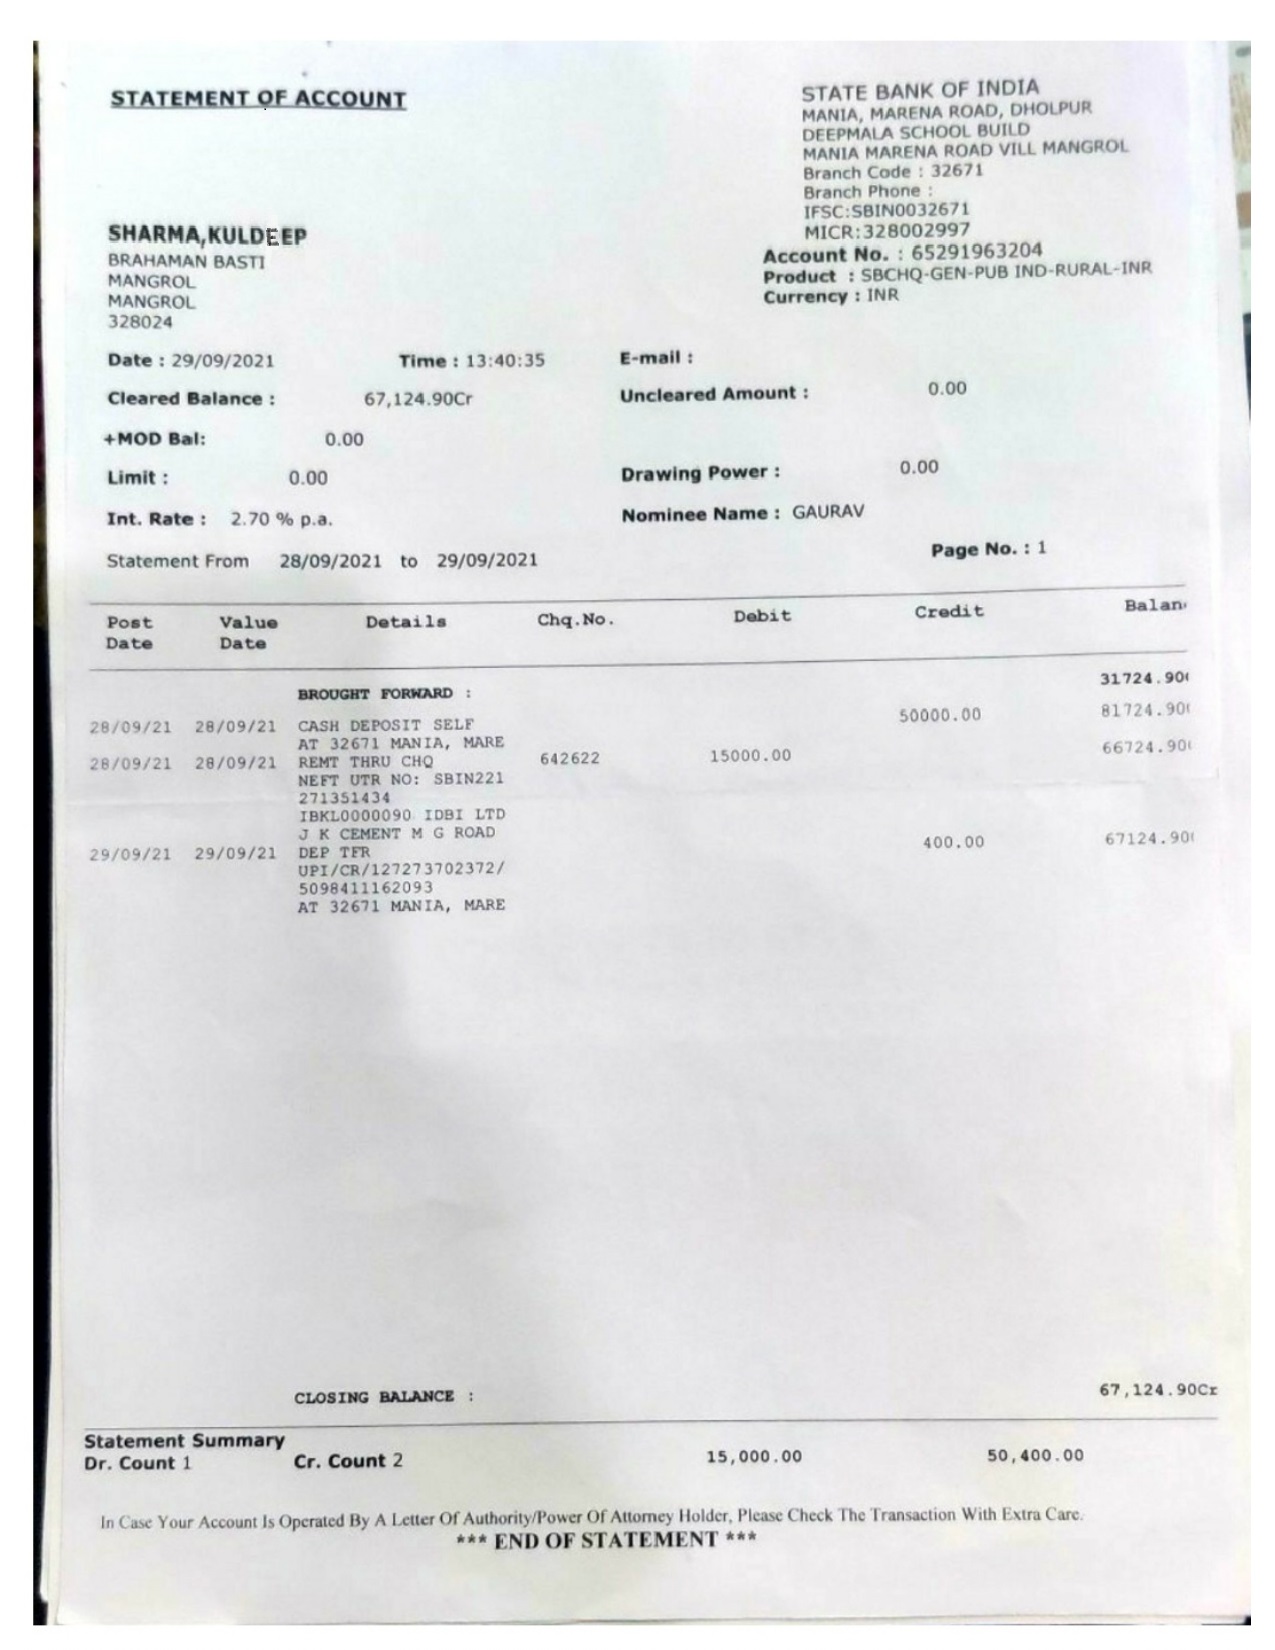 STATEMENT OF ACCOUNT
STATE BANK OF INDIA
MANIA, MARENA ROAD, DHOLPUR
DEEPMALA SCHOOL BUILD
MANIA MARENA ROAD VILL MANGROL
Branch Code : 32671
Branch Phone :
IFSC:SBIN0032671
MICR:328002997
Account No. : 65291963204
Product : SBCHQ-GEN-PUB IND-RURAL-INR
Currency : INR
SHARMA,KULDEEP
BRAHAMAN BASTI
MANGROL
MANGROL
328024
Date : 29/09/2021 Time : 13:40:35 E-mail :
Cleared Balance : 67,124.90Cr Uncleared Amount : 0.00
+MOD Bal: 0.00
Limit : 0.00 Drawing Power : 0.00
Int. Rate : 2.70 % p.a. Nominee Name : GAURAV
Statement From 28/09/2021 to 29/09/2021 Page No. : 1
Post Value Details Chq.No. Debit Credit Balan
Date Date
BROUGHT FORWARD : 31724.90
28/09/21 28/09/21 CASH DEPOSIT SELF 50000.00 81724.90
AT 32671 MANIA, MARE
28/09/21 28/09/21 REMT THRU CHQ 642622 15000.00 66724.90
NEFT UTR NO: SBIN221
271351434
IBKL0000090 IDBI LTD
J K CEMENT M G ROAD
29/09/21 29/09/21 DEP TFR 400.00 67124.90
UPI/CR/127273702372/
5098411162093
AT 32671 MANIA, MARE
CLOSING BALANCE : 67,124.90Cr
Statement Summary
Dr. Count 1 Cr. Count 2 15,000.00 50,400.00
In Case Your Account Is Operated By A Letter Of Authority/Power Of Attorney Holder, Please Check The Transaction With Extra Care.
*** END OF STATEMENT ***